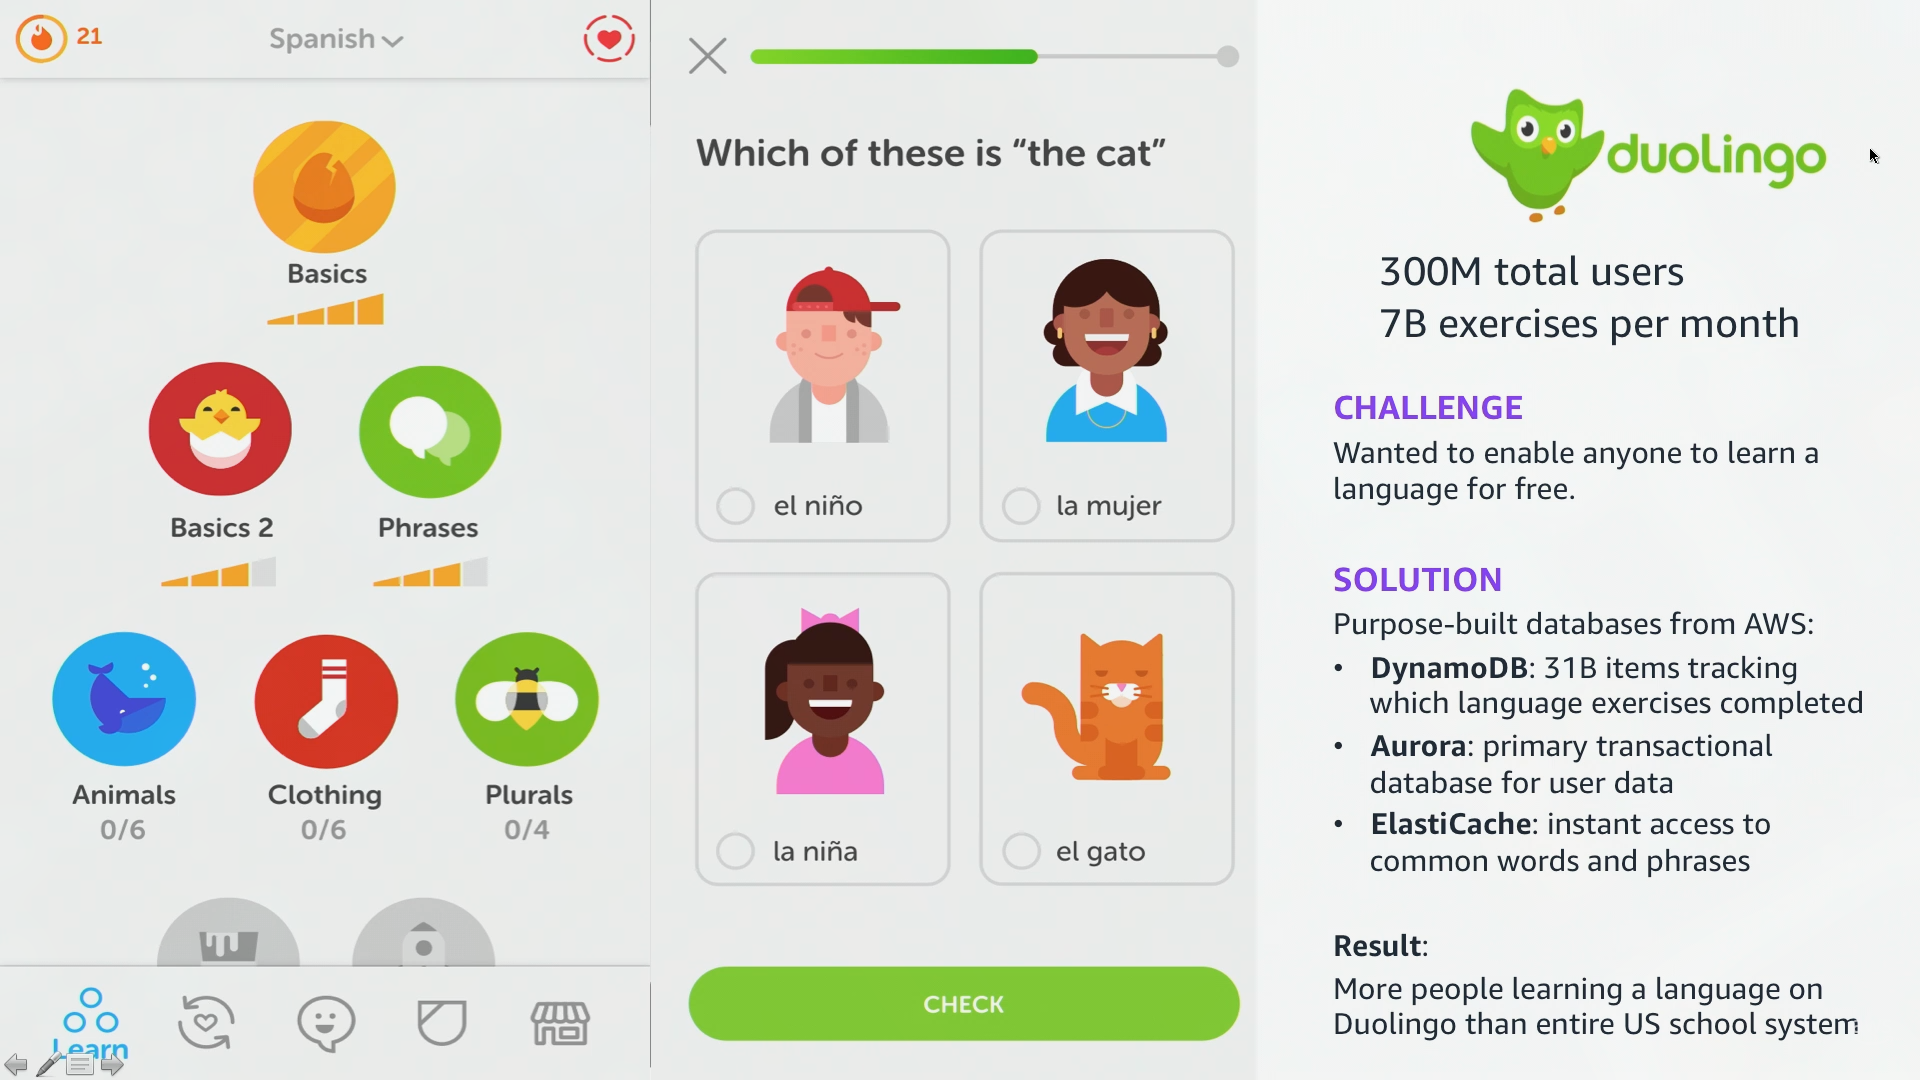 21
Spanish
Basics
Basics 2
Phrases
Animals
0/6
Clothing
0/6
Plurals
0/4
Learn
Which of these is “the cat”
el niño
la mujer
la niña
el gato
CHECK
duolingo
300M total users
7B exercises per month
CHALLENGE
Wanted to enable anyone to learn a
language for free.
SOLUTION
Purpose-built databases from AWS:
• DynamoDB: 31B items tracking
which language exercises completed
• Aurora: primary transactional
database for user data
• ElastiCache: instant access to
common words and phrases
Result:
More people learning a language on
Duolingo than entire US school system